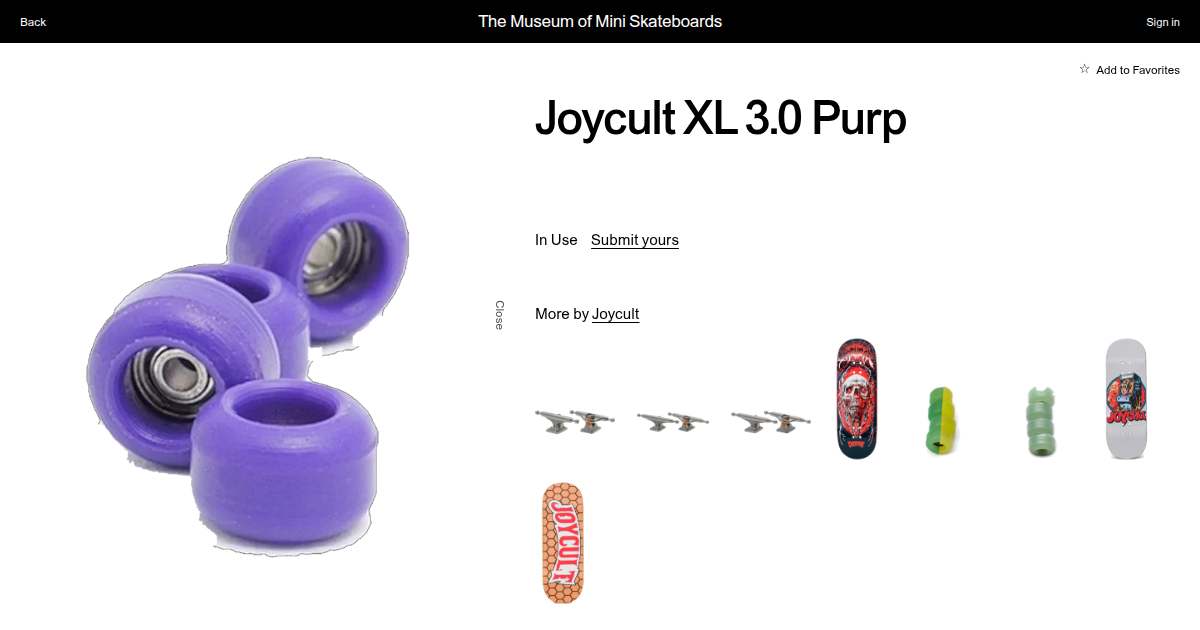 Back
The Museum of Mini Skateboards
Sign in
☆ Add to Favorites
Joycult XL 3.0 Purp
In Use Submit yours
Close
More by Joycult
JOYCULT